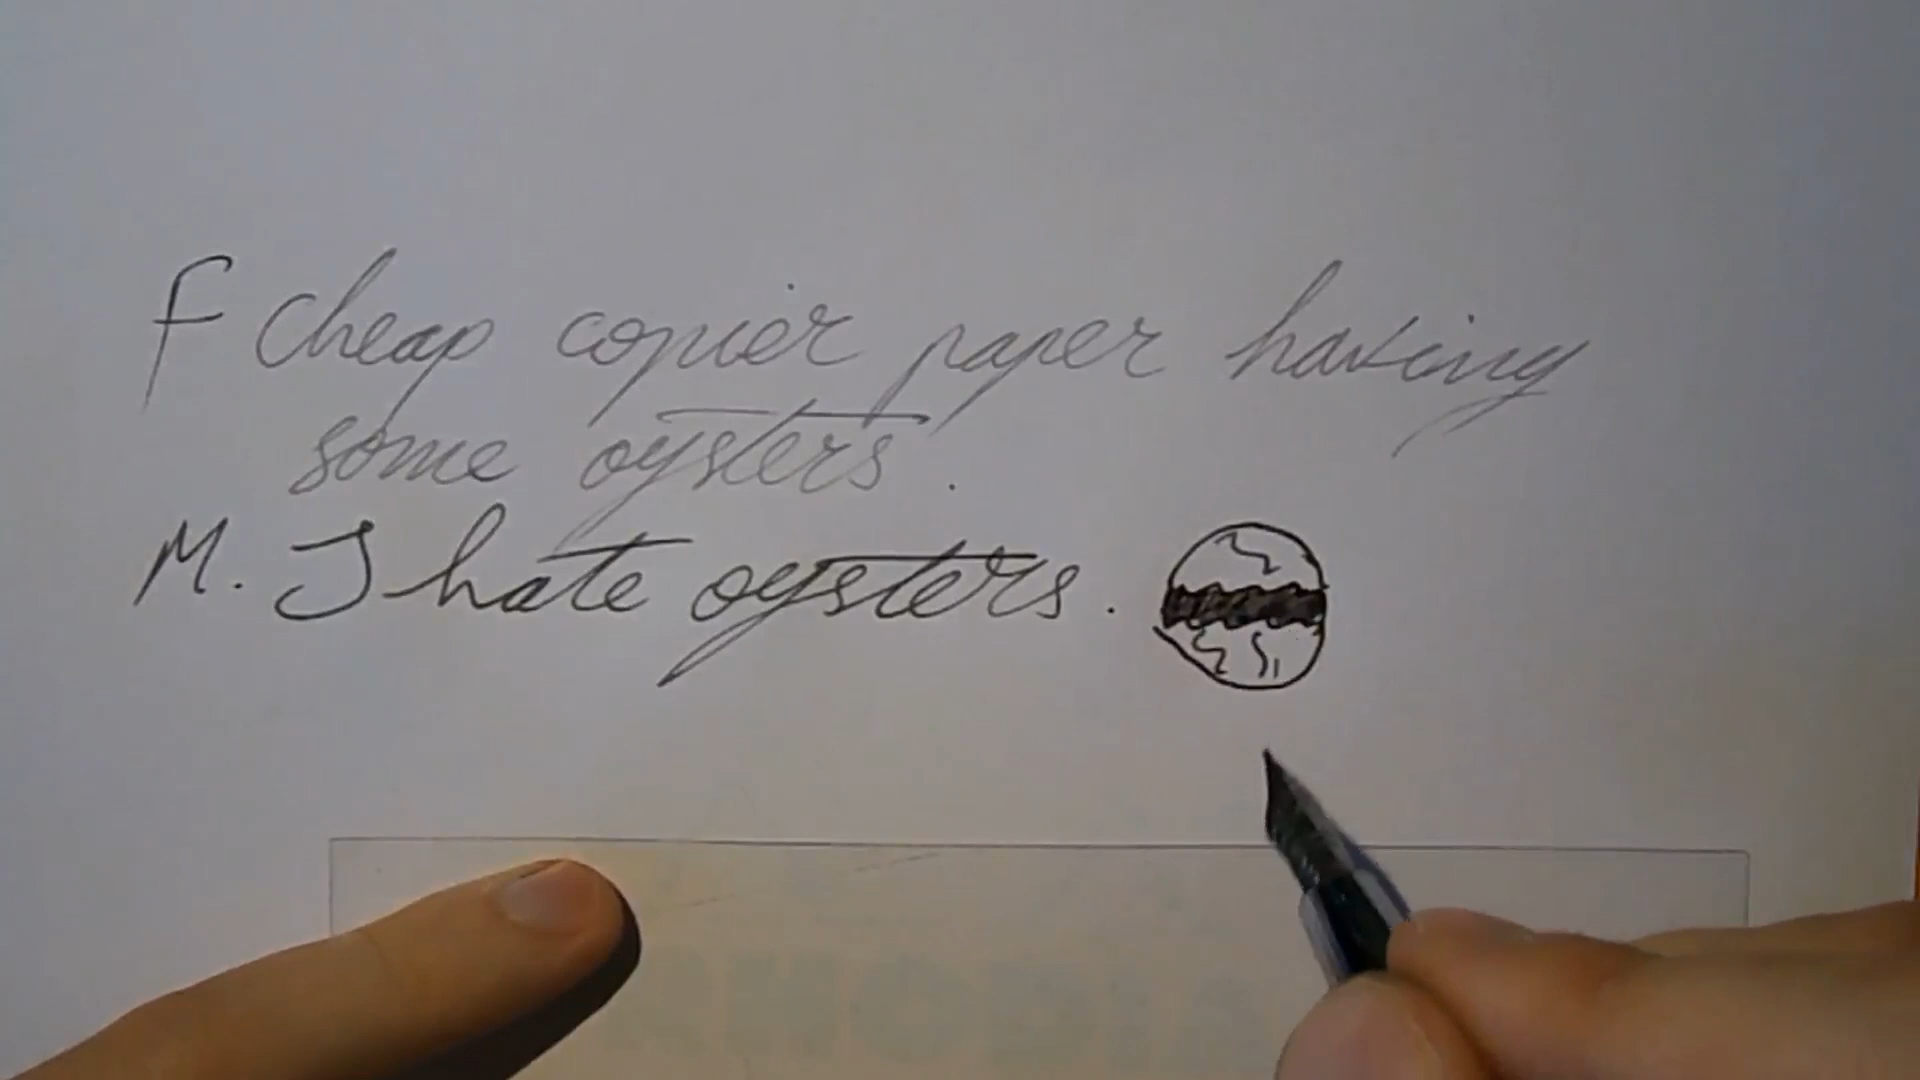 F Cheap copier paper having
some oysters.
M. I hate oysters.